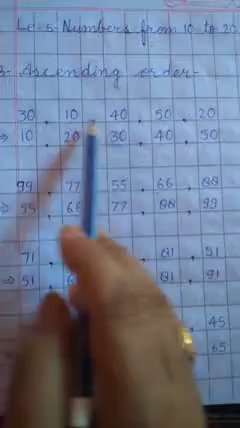 Le-5 Numbers from 10 to 20
B- Ascending order-
30, 10, 40, 50, 20
⇒ 10, 20, 30, 40, 50
99, 77, 55, 66, 88
⇒ 55, 66, 77, 88, 99
71, 81, 51
⇒ 51, 81, 91
45
65